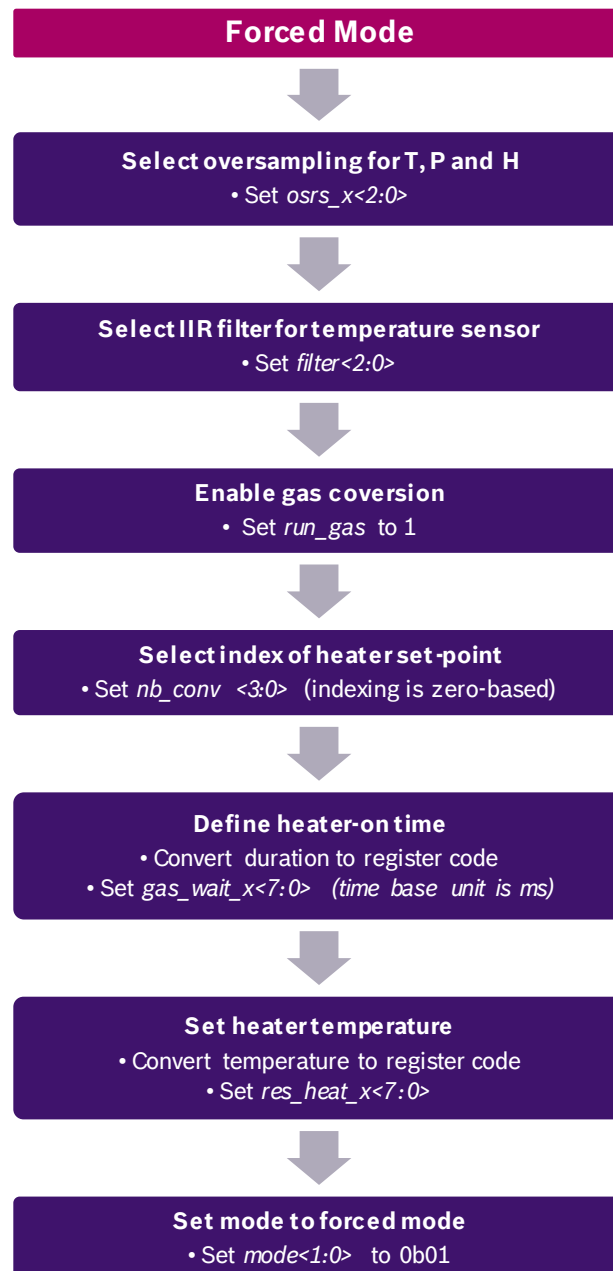 Forced Mode
Select oversampling for T, P and H
• Set osrs_x<2:0>
Select IIR filter for temperature sensor
• Set filter<2:0>
Enable gas coversion
• Set run_gas to 1
Select index of heater set-point
• Set nb_conv <3:0> (indexing is zero-based)
Define heater-on time
• Convert duration to register code
• Set gas_wait_x<7:0> (time base unit is ms)
Set heater temperature
• Convert temperature to register code
• Set res_heat_x<7:0>
Set mode to forced mode
• Set mode<1:0> to 0b01